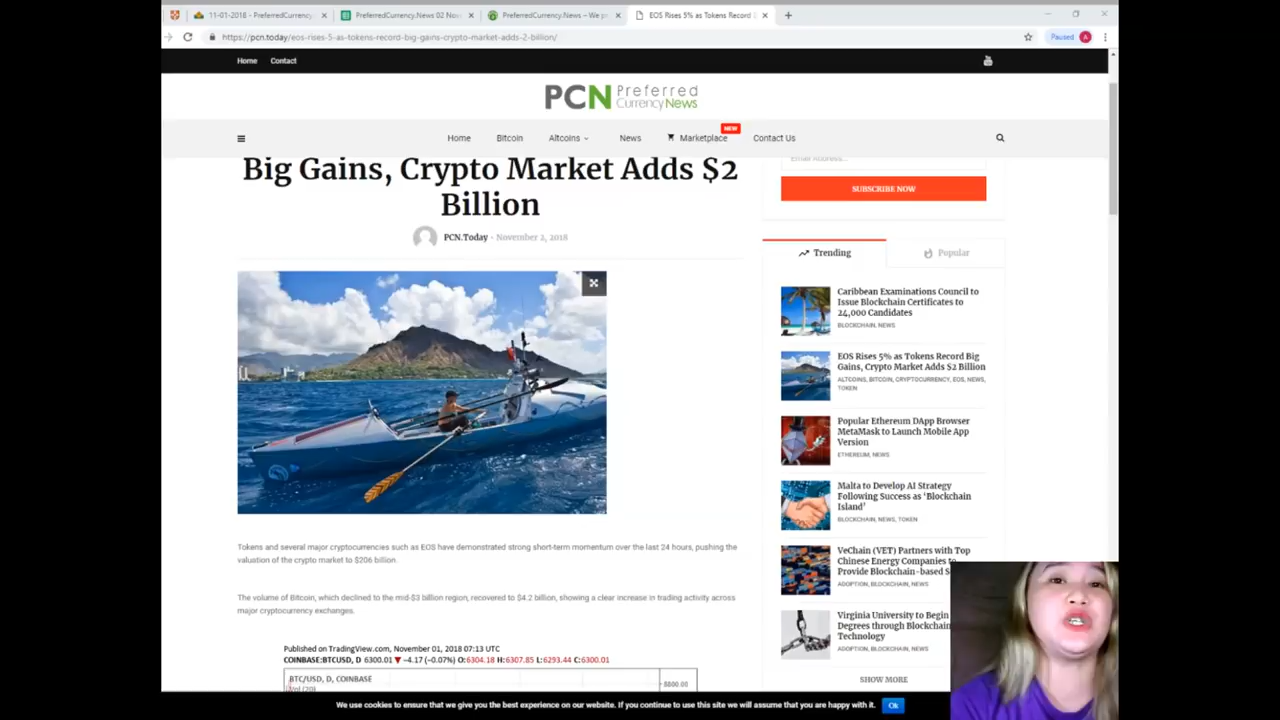 11-01-2018 - PreferredCurrency
PreferredCurrency.News 02 Nov
PreferredCurrency.News – We pr
EOS Rises 5% as Tokens Record
https://pcn.today/eos-rises-5-as-tokens-record-big-gains-crypto-market-adds-2-billion/
Paused
A
Home
Contact
PCN Preferred
CurrencyNews
NEW
Home
Bitcoin
Altcoins
News
Marketplace
Contact Us
Big Gains, Crypto Market Adds $2
Billion
PCN.Today - November 2, 2018
Email Address...
SUBSCRIBE NOW
Trending
Popular
Caribbean Examinations Council to
Issue Blockchain Certificates to
24,000 Candidates
BLOCKCHAIN, NEWS
EOS Rises 5% as Tokens Record Big
Gains, Crypto Market Adds $2 Billion
ALTCOINS, BITCOIN, CRYPTOCURRENCY, EOS, NEWS,
TOKEN
Popular Ethereum DApp Browser
MetaMask to Launch Mobile App
Version
ETHEREUM, NEWS
Malta to Develop AI Strategy
Following Success as ‘Blockchain
Island’
BLOCKCHAIN, NEWS, TOKEN
VeChain (VET) Partners with Top
Chinese Energy Companies to
Provide Blockchain-based S
ADOPTION, BLOCKCHAIN, NEWS
Virginia University to Begin
Degrees through Blockchain
Technology
ADOPTION, BLOCKCHAIN, NEWS
SHOW MORE
Tokens and several major cryptocurrencies such as EOS have demonstrated strong short-term momentum over the last 24 hours, pushing the
valuation of the crypto market to $206 billion.
The volume of Bitcoin, which declined to the mid-$3 billion region, recovered to $4.2 billion, showing a clear increase in trading activity across
major cryptocurrency exchanges.
Published on TradingView.com, November 01, 2018 07:13 UTC
COINBASE:BTCUSD, D 6300.01 ▼ −4.17 (−0.07%) O:6304.18 H:6307.85 L:6293.44 C:6300.01
BTC/USD, D, COINBASE
Vol (20)
We use cookies to ensure that we give you the best experience on our website. If you continue to use this site we will assume that you are happy with it.
Ok